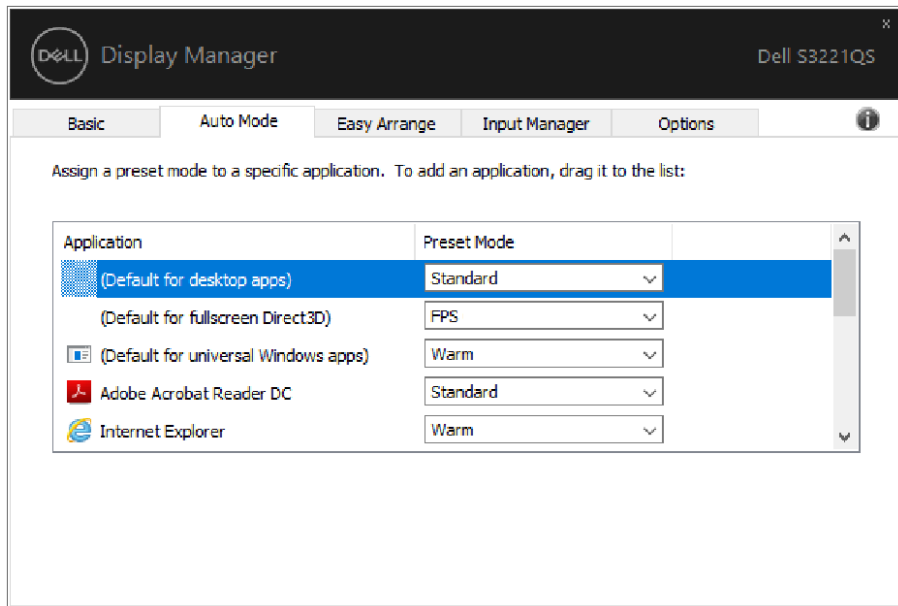 x
DELL Display Manager
Dell S3221QS
Basic Auto Mode Easy Arrange Input Manager Options
Assign a preset mode to a specific application. To add an application, drag it to the list:
Application Preset Mode
(Default for desktop apps) Standard
(Default for fullscreen Direct3D) FPS
(Default for universal Windows apps) Warm
Adobe Acrobat Reader DC Standard
Internet Explorer Warm